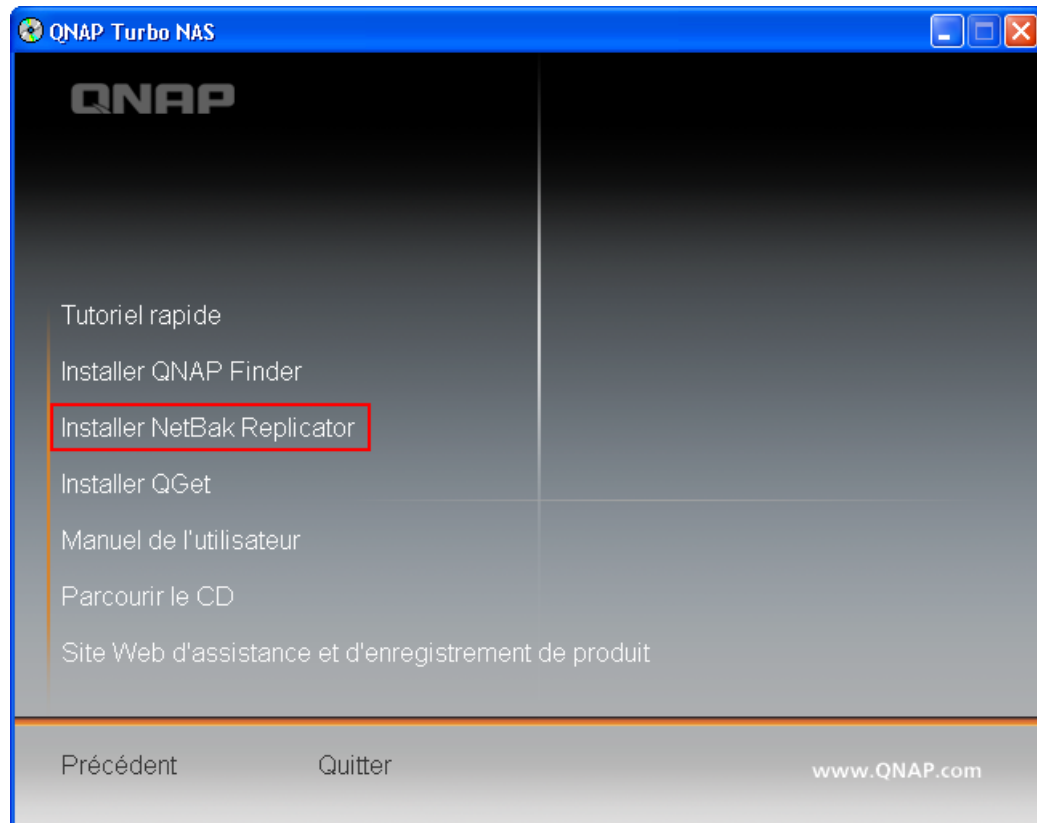 QNAP Turbo NAS
QNAP
Tutoriel rapide
Installer QNAP Finder
Installer NetBak Replicator
Installer QGet
Manuel de l'utilisateur
Parcourir le CD
Site Web d'assistance et d'enregistrement de produit
Précédent
Quitter
www.QNAP.com